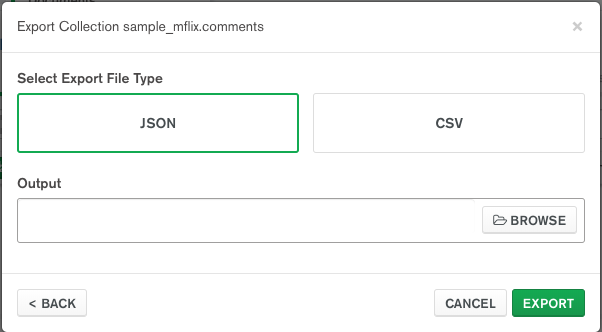 Export Collection sample_mflix.comments
×
Select Export File Type
JSON
CSV
Output
BROWSE
< BACK
CANCEL
EXPORT